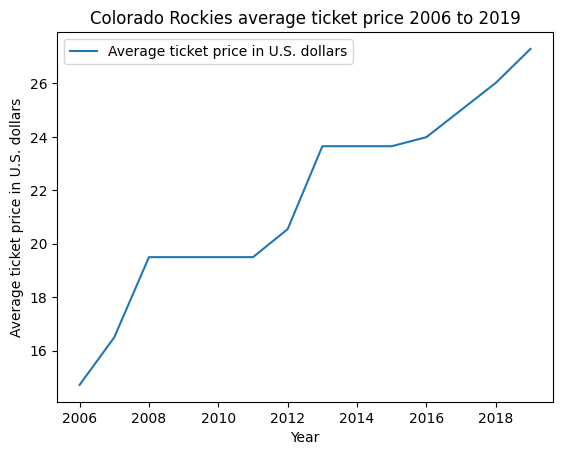 Colorado Rockies average ticket price 2006 to 2019
Average ticket price in U.S. dollars
Average ticket price in U.S. dollars
26
24
22
20
18
16
2006 2008 2010 2012 2014 2016 2018
Year